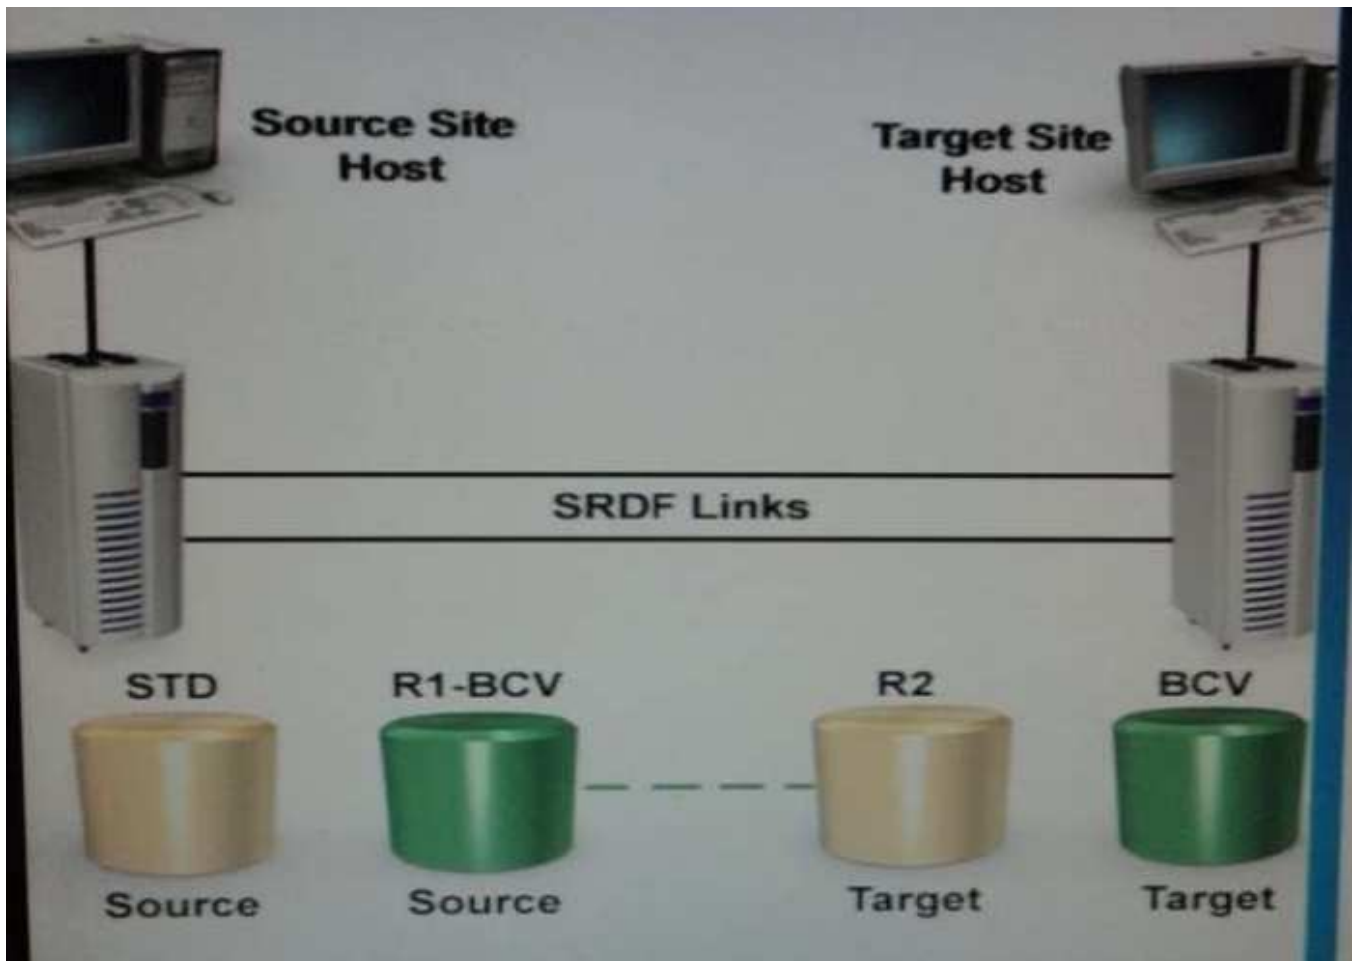 Source Site
Host
Target Site
Host
SRDF Links
STD
R1-BCV
R2
BCV
Source
Source
Target
Target